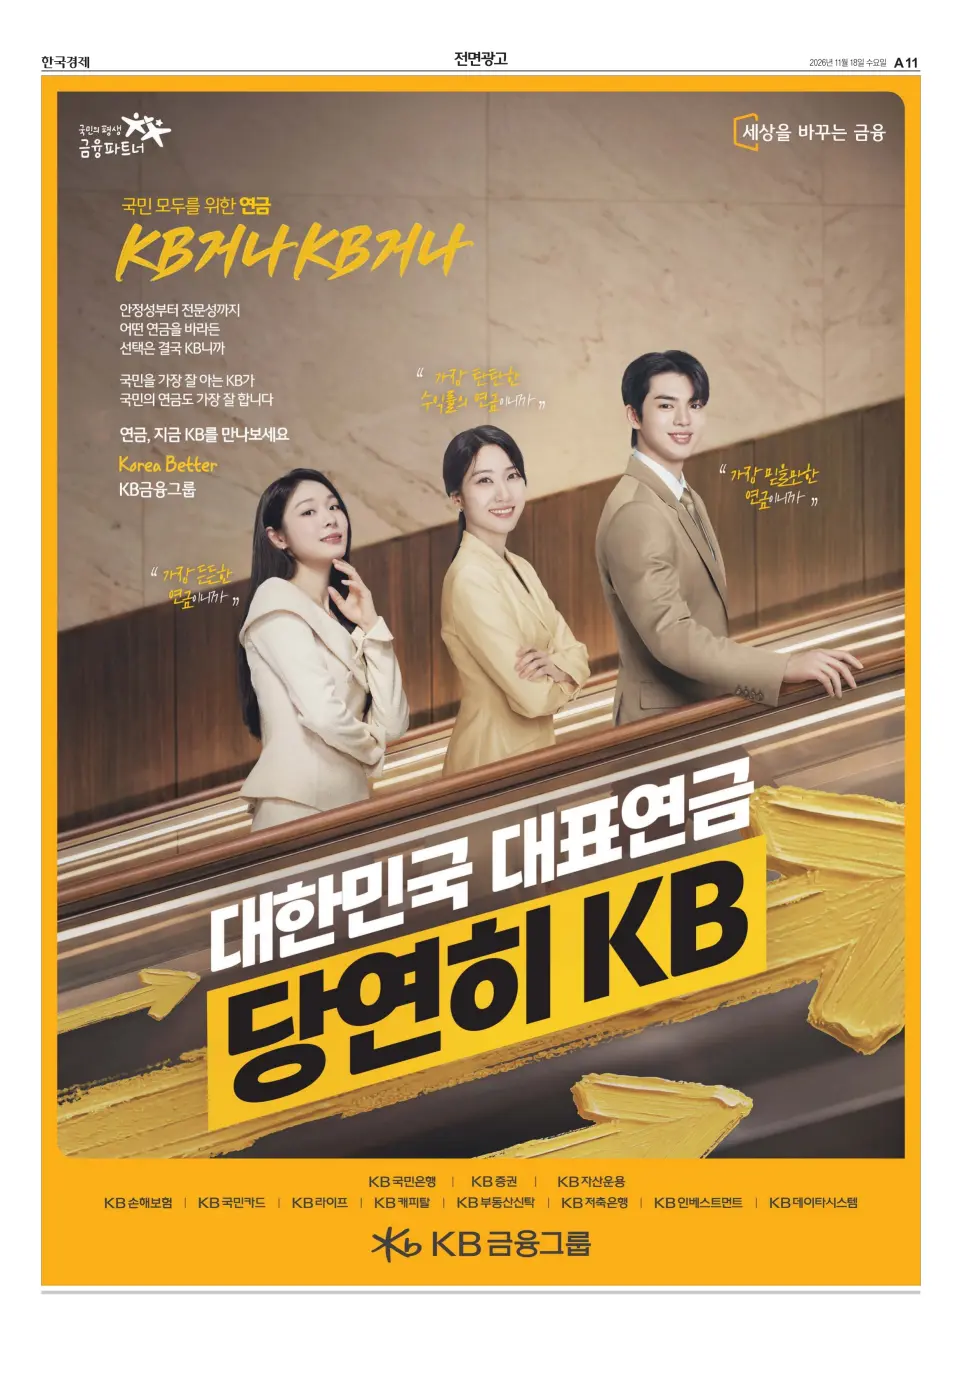 한국경제
전면광고
2026년 11월 18일 수요일 A11
국민의 평생
금융파트너
세상을 바꾸는 금융
국민 모두를 위한 연금
KB거나KB거나
안정성부터 전문성까지
어떤 연금을 바라든
선택은 결국 KB니까
국민을 가장 잘 아는 KB가
국민의 연금도 가장 잘 합니다
연금, 지금 KB를 만나보세요
Korea Better
KB금융그룹
“ 가장 든든한
연금이니까 ”
“ 가장 탄탄한
수익률의 연금이니까 ”
“ 가장 믿을만한
연금이니까 ”
대한민국 대표연금
당연히 KB
KB국민은행 | KB증권 | KB자산운용
KB손해보험 | KB국민카드 | KB라이프 | KB캐피탈 | KB부동산신탁 | KB저축은행 | KB인베스트먼트 | KB데이타시스템
KB금융그룹